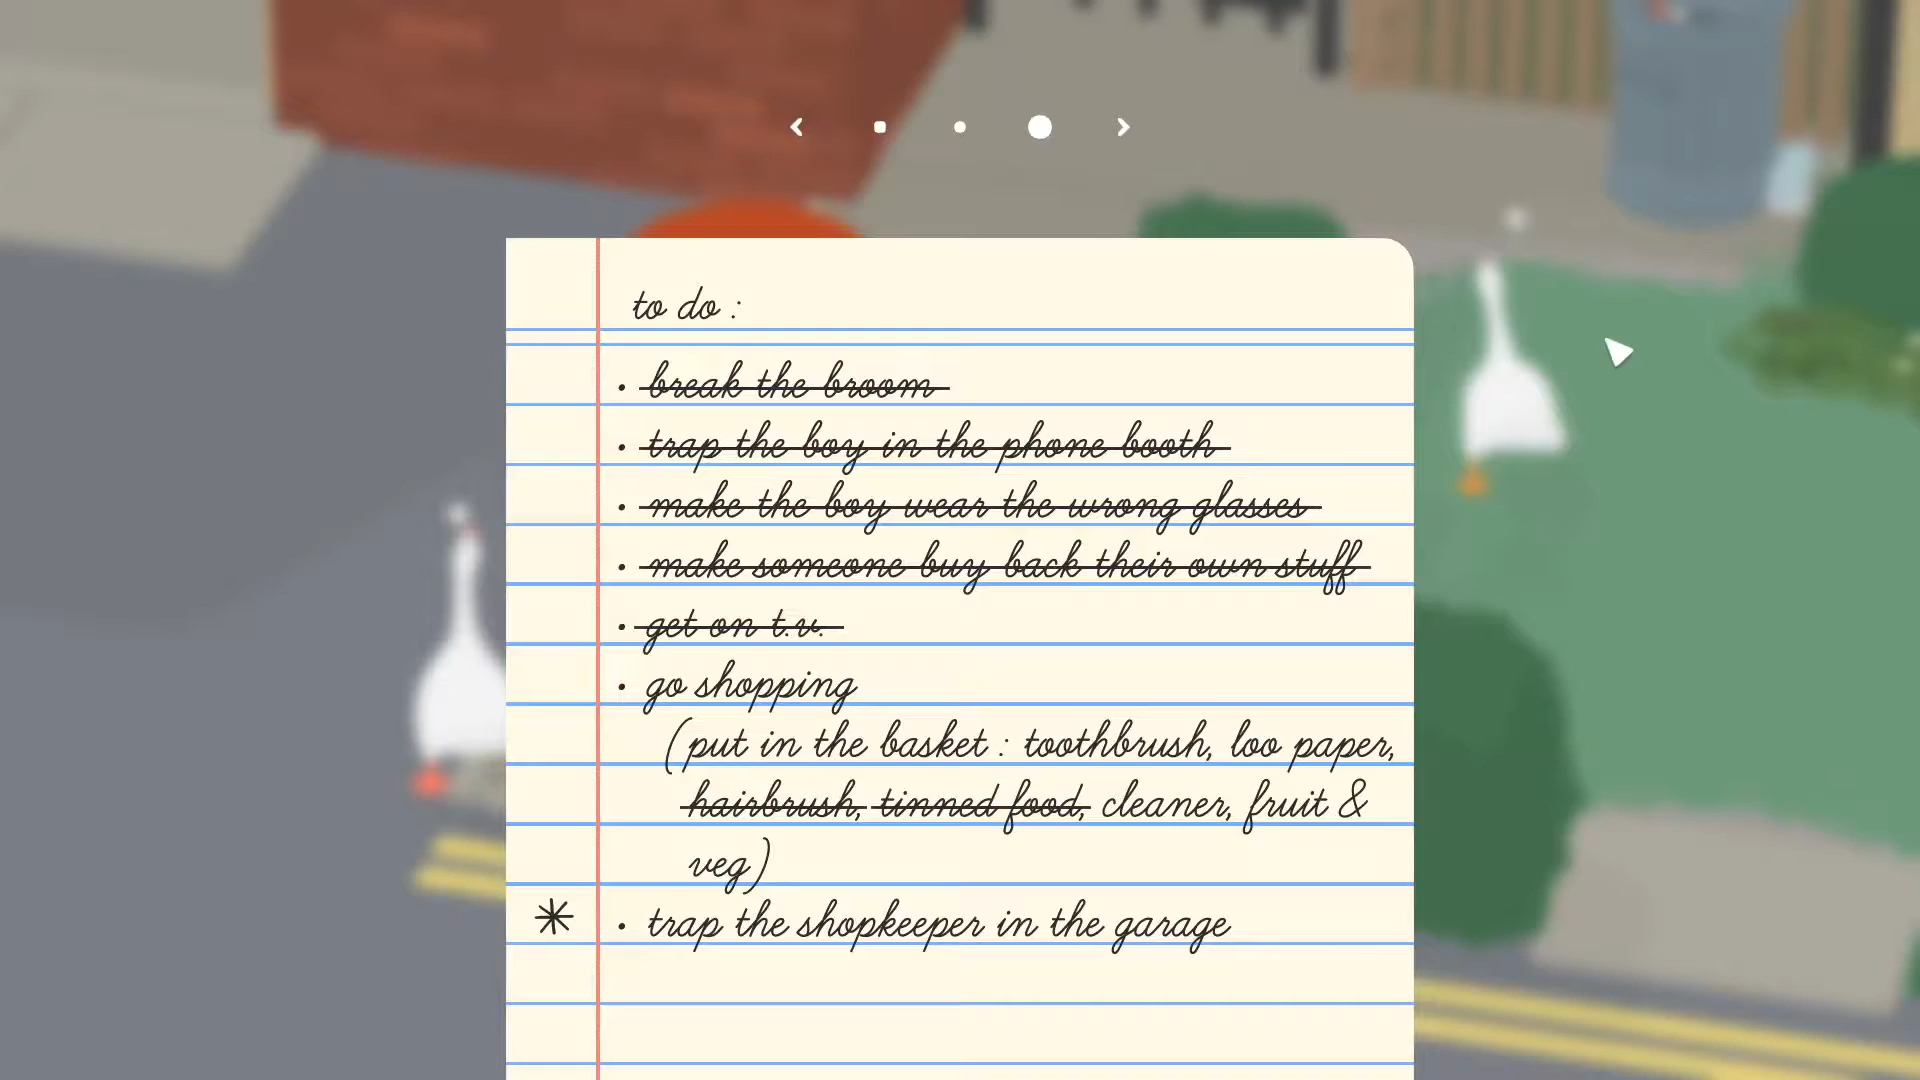 to do :
• break the broom
• trap the boy in the phone booth
• make the boy wear the wrong glasses
• make someone buy back their own stuff
• get on t.v.
• go shopping
(put in the basket : toothbrush, loo paper,
hairbrush, tinned food, cleaner, fruit &
veg)
* • trap the shopkeeper in the garage